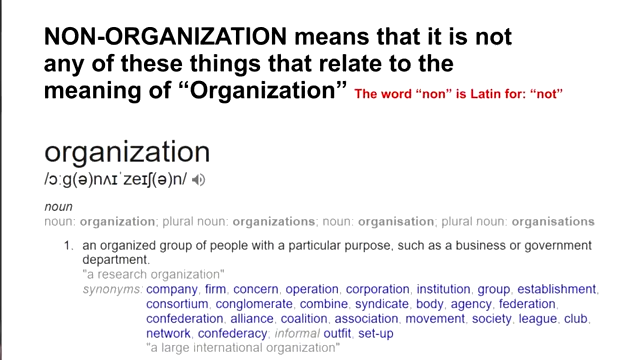 NON-ORGANIZATION means that it is not
any of these things that relate to the
meaning of “Organization” The word “non” is Latin for: “not”
organization
/ɔːɡ(ə)nʌɪˈzeɪʃ(ə)n/
noun
noun: organization; plural noun: organizations; noun: organisation; plural noun: organisations
1. an organized group of people with a particular purpose, such as a business or government
department.
"a research organization"
synonyms: company, firm, concern, operation, corporation, institution, group, establishment,
consortium, conglomerate, combine, syndicate, body, agency, federation,
confederation, alliance, coalition, association, movement, society, league, club,
network, confederacy; informal outfit, set-up
"a large international organization"